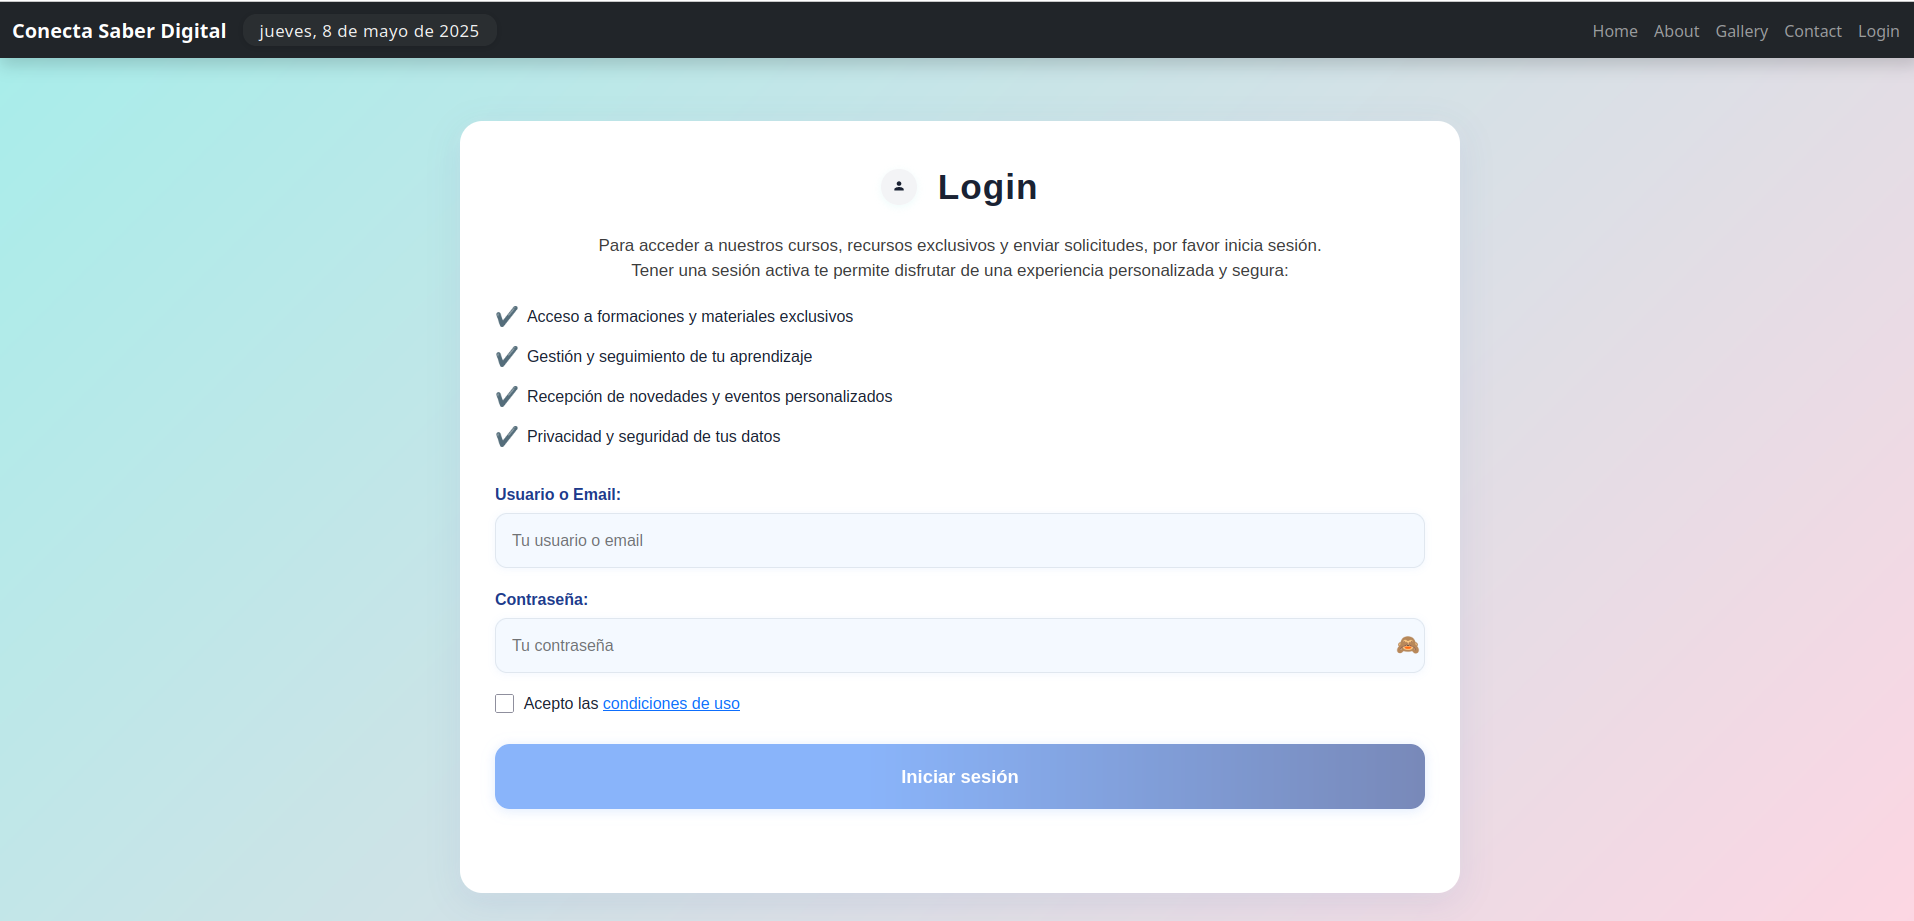 Conecta Saber Digital jueves, 8 de mayo de 2025 Home About Gallery Contact Login
Login
Para acceder a nuestros cursos, recursos exclusivos y enviar solicitudes, por favor inicia sesión.
Tener una sesión activa te permite disfrutar de una experiencia personalizada y segura:
Acceso a formaciones y materiales exclusivos
Gestión y seguimiento de tu aprendizaje
Recepción de novedades y eventos personalizados
Privacidad y seguridad de tus datos
Usuario o Email:
Tu usuario o email
Contraseña:
Tu contraseña
Acepto las condiciones de uso
Iniciar sesión